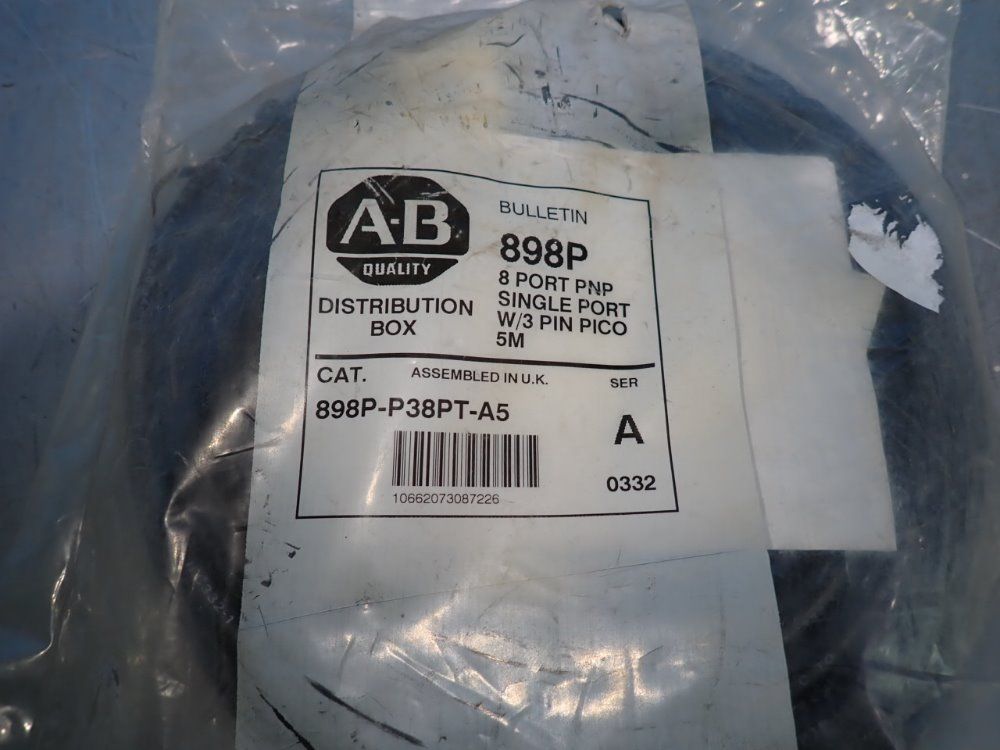 A-B
QUALITY
DISTRIBUTION
BOX
BULLETIN
898P
8 PORT PNP
SINGLE PORT
W/3 PIN PICO
5M
CAT.
ASSEMBLED IN U.K.
SER
898P-P38PT-A5
A
10662073087226
0332